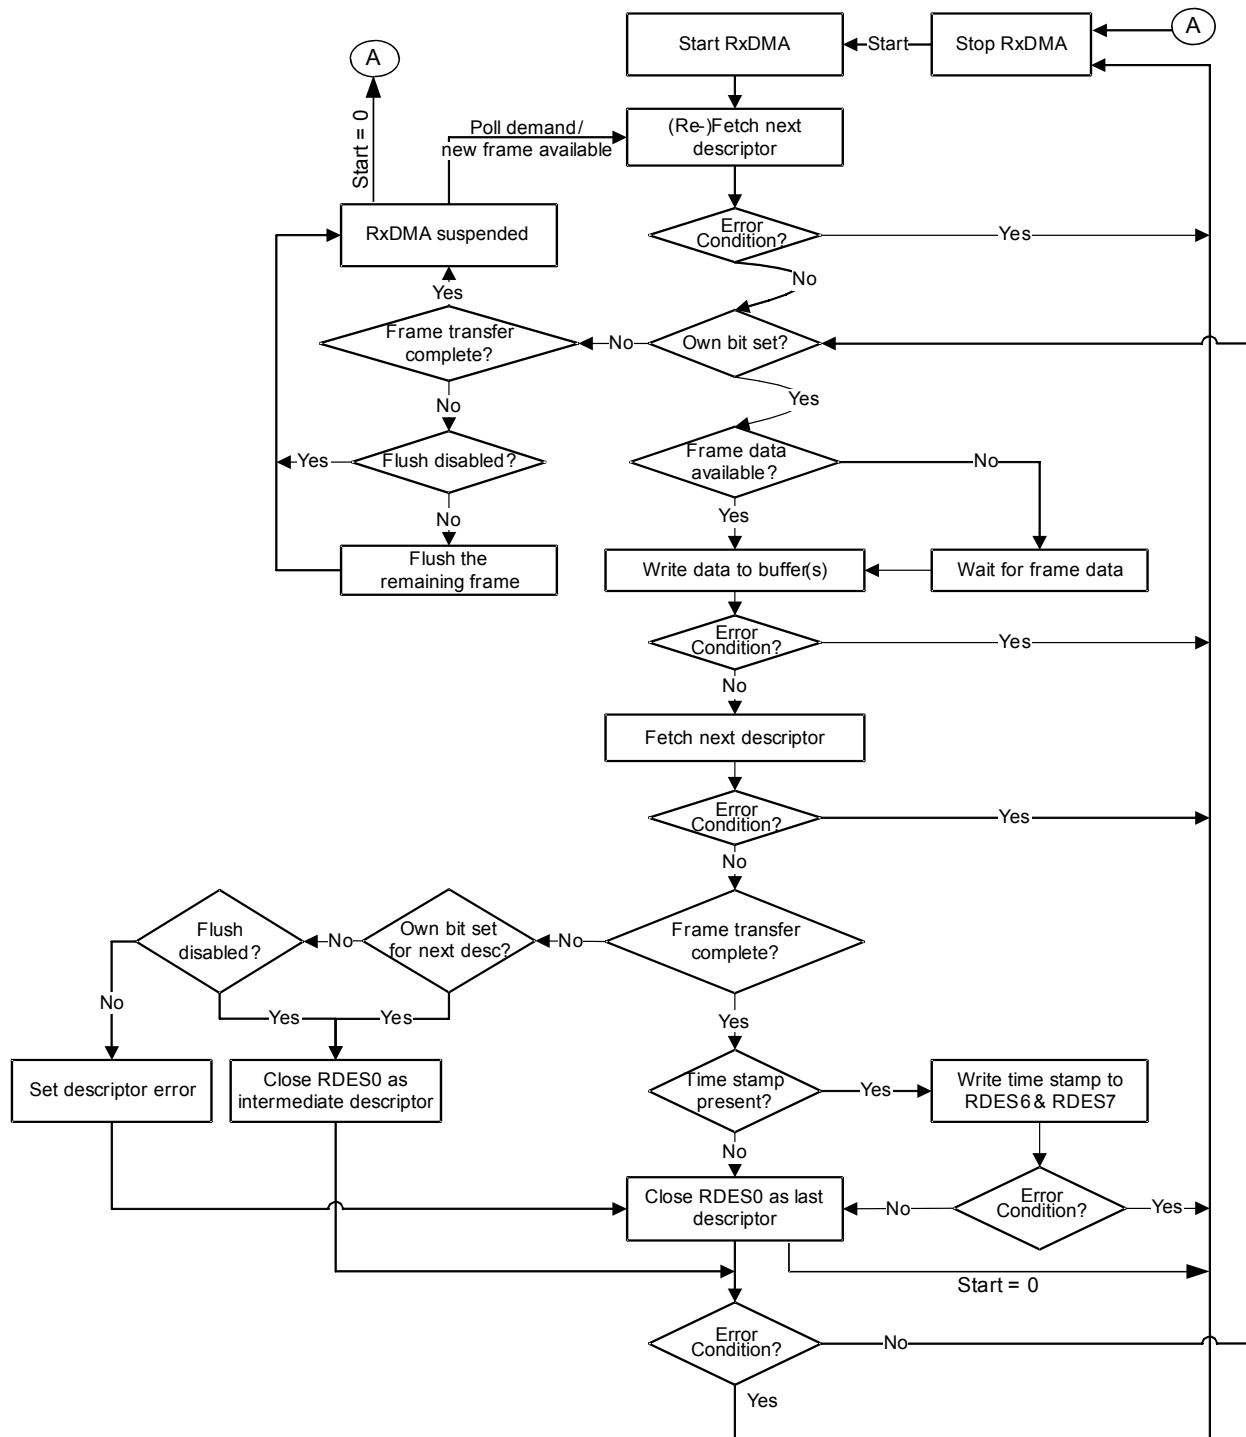 A
Start RxDMA
Start
Stop RxDMA
A
Start = 0
Poll demand/
new frame available
(Re-)Fetch next
descriptor
RxDMA suspended
Error
Condition?
Yes
No
Yes
Frame transfer
complete?
No
Own bit set?
No
Yes
Yes
Flush disabled?
Frame data
available?
No
No
Yes
Flush the
remaining frame
Write data to buffer(s)
Wait for frame data
Error
Condition?
Yes
No
Fetch next descriptor
Error
Condition?
Yes
No
Flush
disabled?
No
Own bit set
for next desc?
No
Frame transfer
complete?
No
Yes
Yes
Yes
Set descriptor error
Close RDES0 as
intermediate descriptor
Time stamp
present?
Yes
Write time stamp to
RDES6 & RDES7
No
Close RDES0 as last
descriptor
No
Error
Condition?
Yes
Start = 0
Error
Condition?
No
Yes